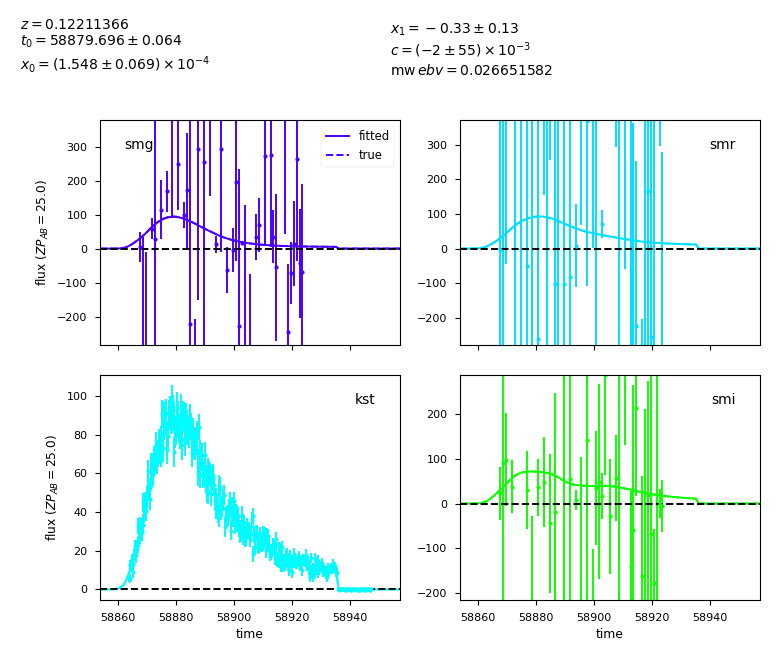 z = 0.12211366
t₀ = 58879.696 ± 0.064
x₀ = (1.548 ± 0.069) × 10⁻⁴
x₁ = −0.33 ± 0.13
c = (−2 ± 55) × 10⁻³
mw ebv = 0.026651582
smg
fitted
true
300
200
100
0
−100
−200
flux (ZP_AB = 25.0)
smr
300
200
100
0
−100
−200
kst
100
80
60
40
20
0
flux (ZP_AB = 25.0)
58860 58880 58900 58920 58940
time
smi
200
100
0
−100
−200
58860 58880 58900 58920 58940
time